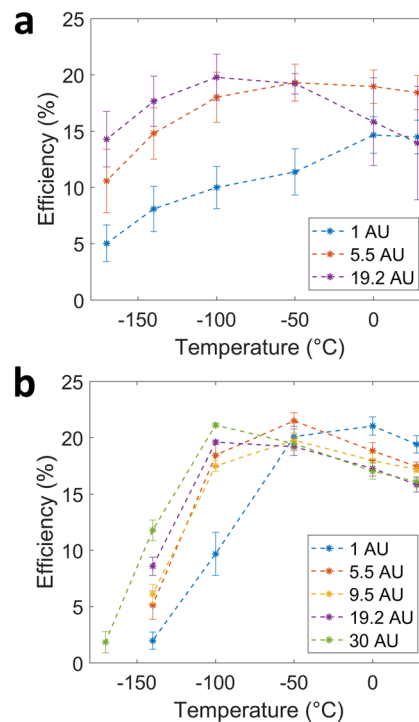 a
25
20
15
10
5
0
Efficiency (%)
1 AU
5.5 AU
19.2 AU
-150 -100 -50 0
Temperature (°C)
b
25
20
15
10
5
0
Efficiency (%)
1 AU
5.5 AU
9.5 AU
19.2 AU
30 AU
-150 -100 -50 0
Temperature (°C)